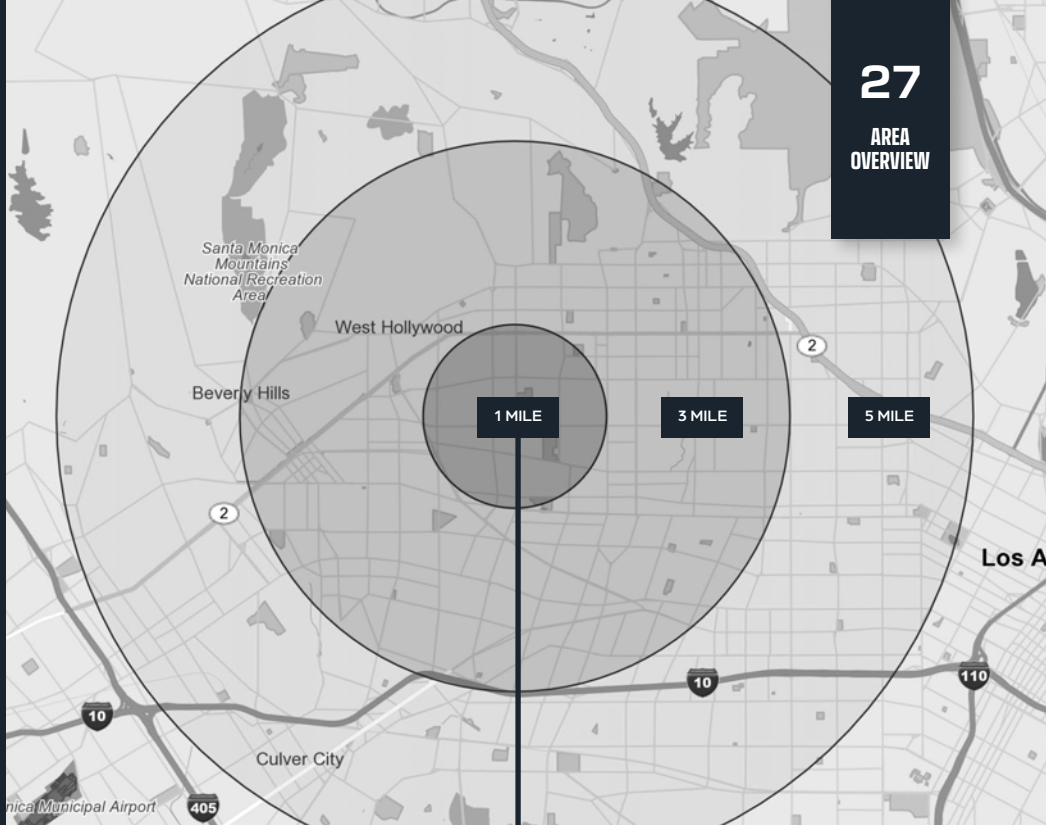 27
AREA
OVERVIEW
Santa Monica
Mountains
National Recreation
Area
West Hollywood
2
Beverly Hills
1 MILE
3 MILE
5 MILE
2
Los A
10
110
10
Culver City
nica Municipal Airport
405